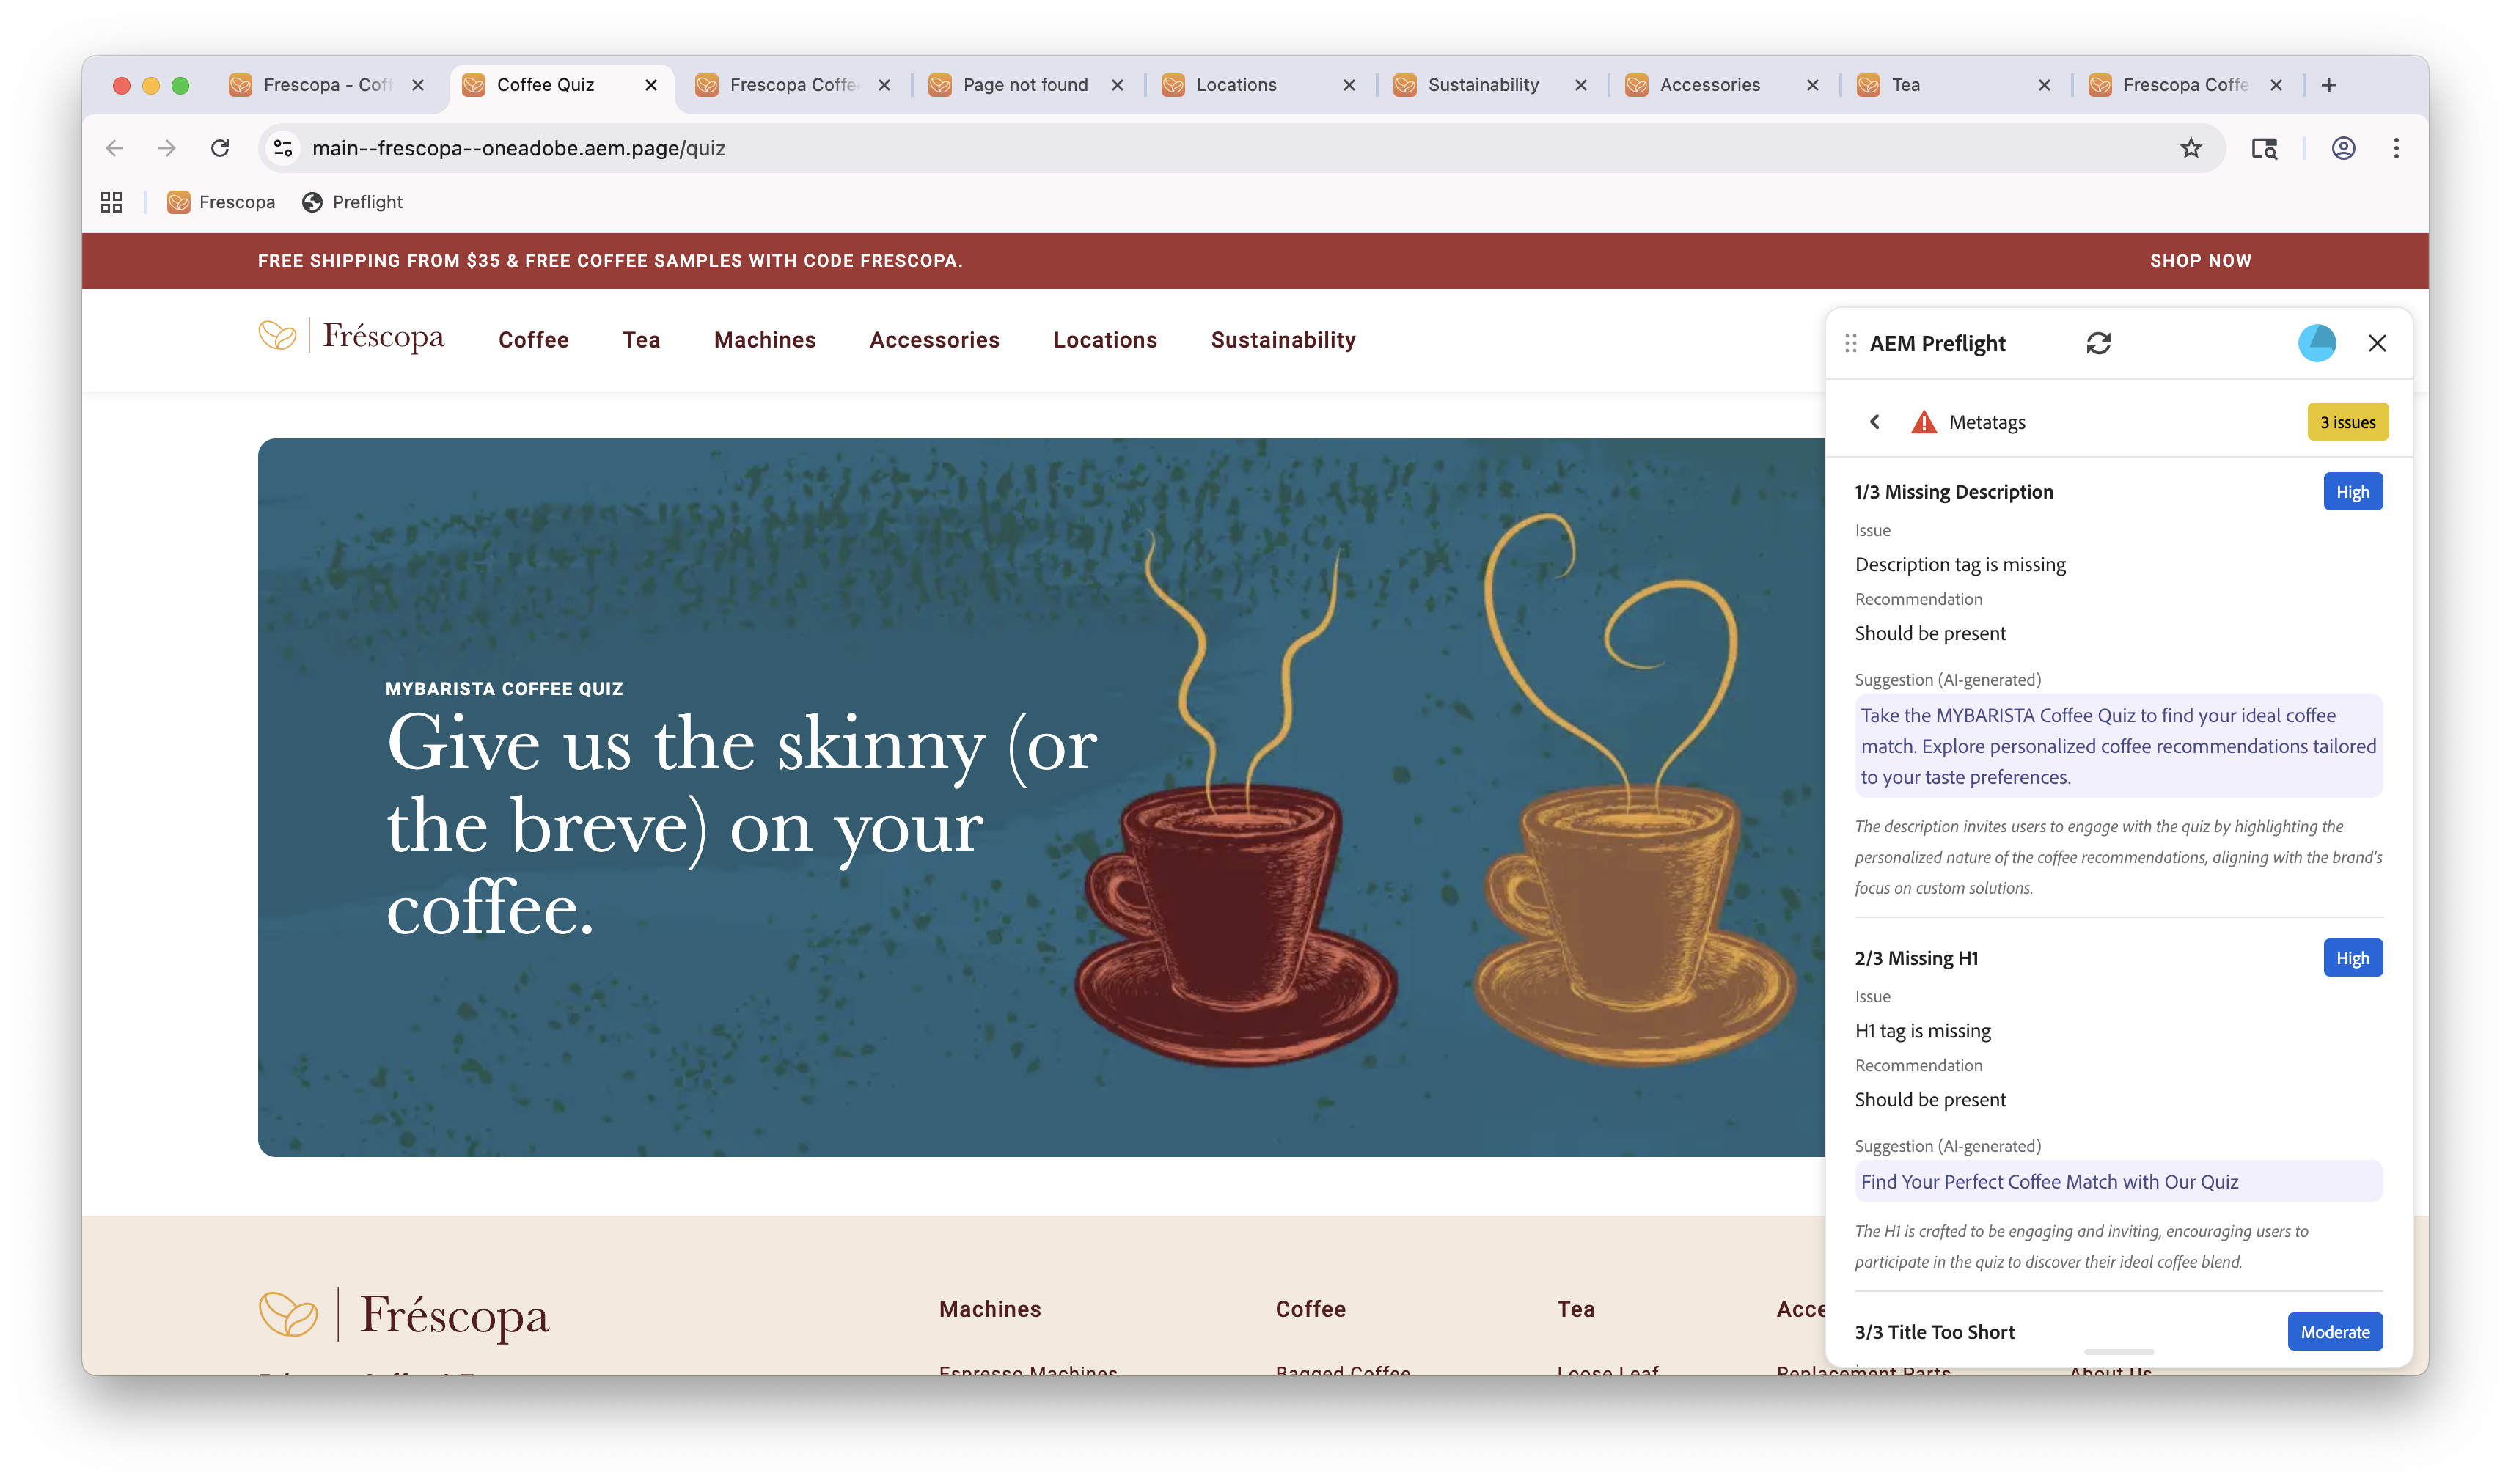 Frescopa - Coff
Coffee Quiz
Frescopa Coffe
Page not found
Locations
Sustainability
Accessories
Tea
Frescopa Coffe
main--frescopa--oneadobe.aem.page/quiz
Frescopa
Preflight
FREE SHIPPING FROM $35 & FREE COFFEE SAMPLES WITH CODE FRESCOPA.
SHOP NOW
Fréscopa
Coffee
Tea
Machines
Accessories
Locations
Sustainability
MYBARISTA COFFEE QUIZ
Give us the skinny (or
the breve) on your
coffee.
AEM Preflight
Metatags
3 issues
1/3 Missing Description
High
Issue
Description tag is missing
Recommendation
Should be present
Suggestion (AI-generated)
Take the MYBARISTA Coffee Quiz to find your ideal coffee
match. Explore personalized coffee recommendations tailored
to your taste preferences.
The description invites users to engage with the quiz by highlighting the
personalized nature of the coffee recommendations, aligning with the brand's
focus on custom solutions.
2/3 Missing H1
High
Issue
H1 tag is missing
Recommendation
Should be present
Suggestion (AI-generated)
Find Your Perfect Coffee Match with Our Quiz
The H1 is crafted to be engaging and inviting, encouraging users to
participate in the quiz to discover their ideal coffee blend.
3/3 Title Too Short
Moderate
Fréscopa
Machines
Coffee
Tea
Acce
Espresso Machines
Bagged Coffee
Loose Leaf
Replacement Parts
About Us